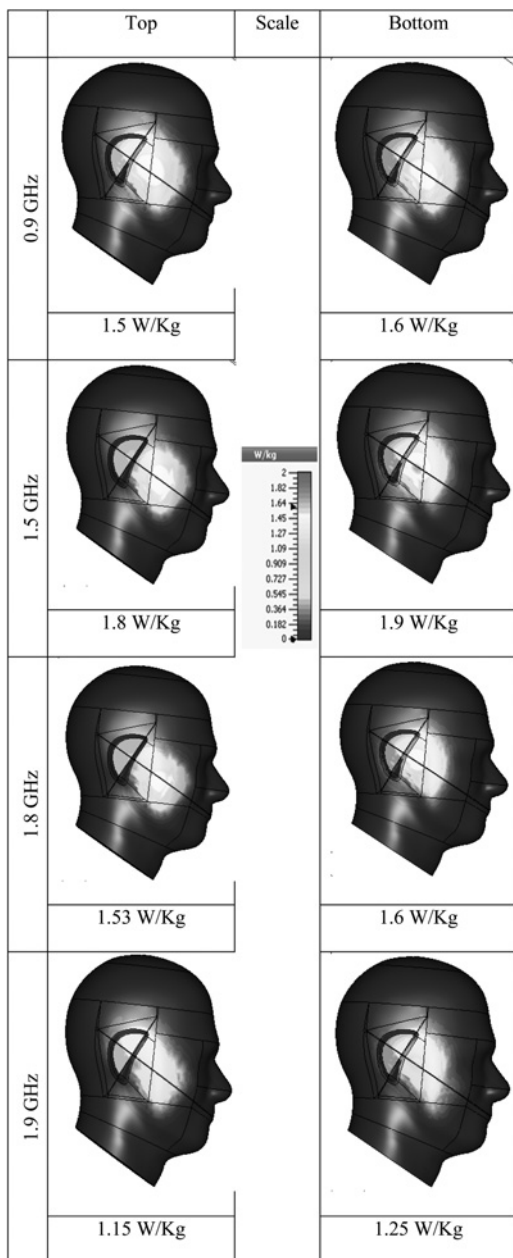 Top Scale Bottom
0.9 GHz
1.5 W/Kg 1.6 W/Kg
1.5 GHz
W/kg
2
1.82
1.64
1.45
1.27
1.09
0.909
0.727
0.545
0.364
0.182
0
1.8 W/Kg 1.9 W/Kg
1.8 GHz
1.53 W/Kg 1.6 W/Kg
1.9 GHz
1.15 W/Kg 1.25 W/Kg